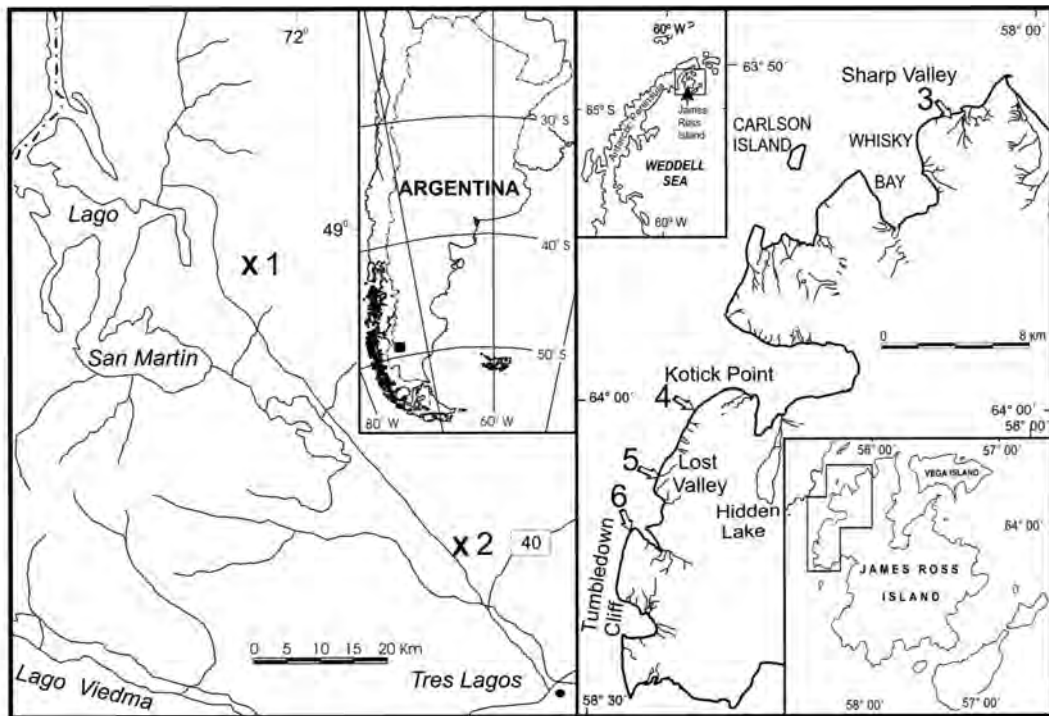 72°
Lago
49°
X 1
San Martín
X 2
40
0 5 10 15 20 Km
Lago Viedma
Tres Lagos
30° S
ARGENTINA
40° S
50° S
80° W
60° W
60° W
65° S
Antarctic Peninsula
James
Ross
Island
WEDDELL
SEA
60° W
58° 00´
63° 50´
Sharp Valley
3
CARLSON
ISLAND
WHISKY
BAY
0 8 Km
Kotick Point
64° 00´
4
64° 00´
58° 00´
5
Lost
Valley
6
Hidden
Lake
Tumbledown
Cliff
58° 30´
58° 00´
57° 00´
VEGA ISLAND
64° 00´
JAMES ROSS
ISLAND
58° 00´
57° 00´